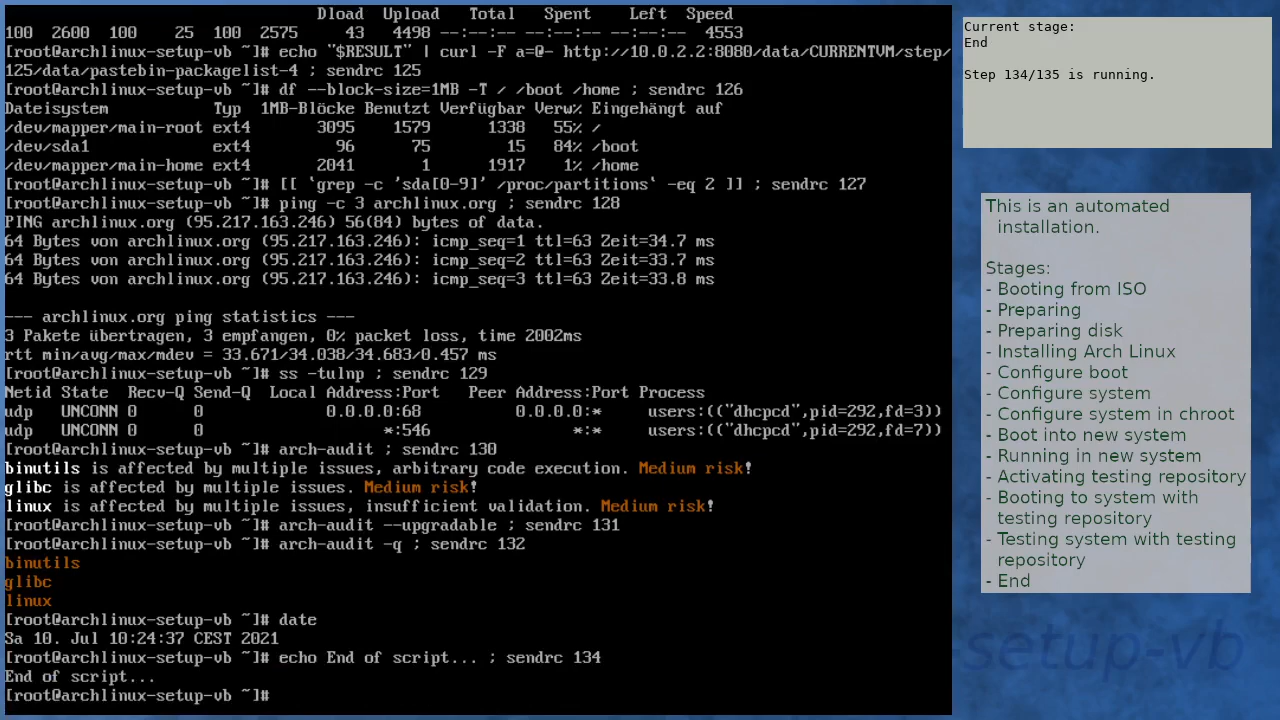 Dload  Upload   Total   Spent    Left  Speed
100  2600  100    25  100  2575     43   4498 --:--:-- --:--:-- --:--:--  4553
[root@archlinux-setup-vb ~]# echo "$RESULT" | curl -F a=@- http://10.0.2.2:8080/data/CURRENTVM/step/
125/data/pastebin-packagelist-4 ; sendrc 125
[root@archlinux-setup-vb ~]# df --block-size=1MB -T / /boot /home ; sendrc 126
Dateisystem           Typ  1MB-Blöcke Benutzt Verfügbar Verw% Eingehängt auf
/dev/mapper/main-root ext4       3095    1579      1338   55% /
/dev/sda1             ext4         96      75        15   84% /boot
/dev/mapper/main-home ext4       2041       1      1917    1% /home
[root@archlinux-setup-vb ~]# [[ `grep -c 'sda[0-9]' /proc/partitions` -eq 2 ]] ; sendrc 127
[root@archlinux-setup-vb ~]# ping -c 3 archlinux.org ; sendrc 128
PING archlinux.org (95.217.163.246) 56(84) bytes of data.
64 Bytes von archlinux.org (95.217.163.246): icmp_seq=1 ttl=63 Zeit=34.7 ms
64 Bytes von archlinux.org (95.217.163.246): icmp_seq=2 ttl=63 Zeit=33.7 ms
64 Bytes von archlinux.org (95.217.163.246): icmp_seq=3 ttl=63 Zeit=33.8 ms
--- archlinux.org ping statistics ---
3 Pakete übertragen, 3 empfangen, 0% packet loss, time 2002ms
rtt min/avg/max/mdev = 33.671/34.038/34.683/0.457 ms
[root@archlinux-setup-vb ~]# ss -tulnp ; sendrc 129
Netid State  Recv-Q Send-Q  Local Address:Port   Peer Address:Port Process
udp   UNCONN 0      0             0.0.0.0:68          0.0.0.0:*     users:(("dhcpcd",pid=292,fd=3))
udp   UNCONN 0      0                  *:546               *:*     users:(("dhcpcd",pid=292,fd=7))
[root@archlinux-setup-vb ~]# arch-audit ; sendrc 130
binutils is affected by multiple issues, arbitrary code execution. Medium risk!
glibc is affected by multiple issues. Medium risk!
linux is affected by multiple issues, insufficient validation. Medium risk!
[root@archlinux-setup-vb ~]# arch-audit --upgradable ; sendrc 131
[root@archlinux-setup-vb ~]# arch-audit -q ; sendrc 132
binutils
glibc
linux
[root@archlinux-setup-vb ~]# date
Sa 10. Jul 10:24:37 CEST 2021
[root@archlinux-setup-vb ~]# echo End of script... ; sendrc 134
End of script...
[root@archlinux-setup-vb ~]#
Current stage:
End
Step 134/135 is running.
This is an automated
installation.
Stages:
- Booting from ISO
- Preparing
- Preparing disk
- Installing Arch Linux
- Configure boot
- Configure system
- Configure system in chroot
- Boot into new system
- Running in new system
- Activating testing repository
- Booting to system with
testing repository
- Testing system with testing
repository
- End
-setup-vb